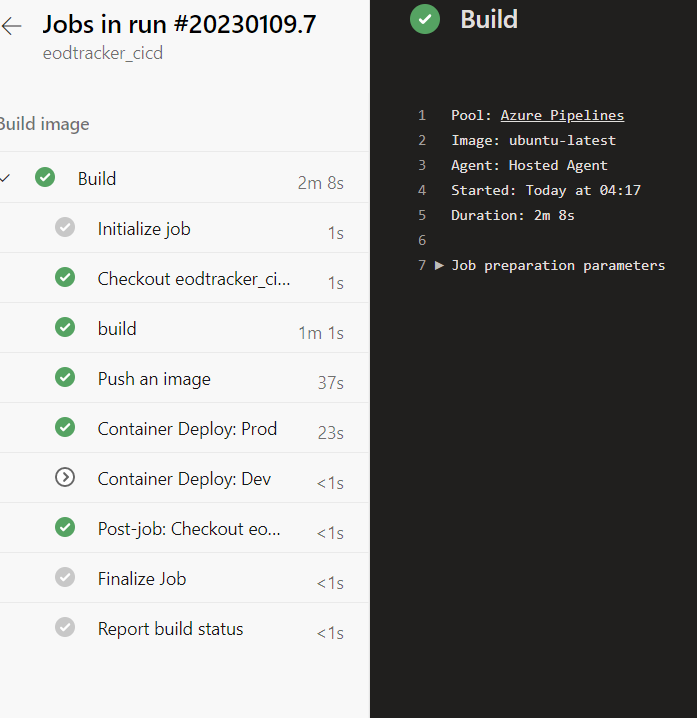 Jobs in run #20230109.7
eodtracker_cicd
Build image
Build 2m 8s
Initialize job 1s
Checkout eodtracker_ci... 1s
build 1m 1s
Push an image 37s
Container Deploy: Prod 23s
Container Deploy: Dev <1s
Post-job: Checkout eo... <1s
Finalize Job <1s
Report build status <1s
Build
1 Pool: Azure Pipelines
2 Image: ubuntu-latest
3 Agent: Hosted Agent
4 Started: Today at 04:17
5 Duration: 2m 8s
6
7 Job preparation parameters